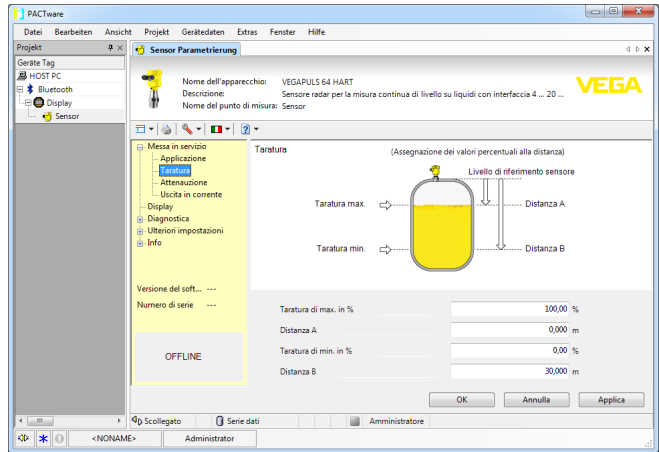 PACTware
Datei Bearbeiten Ansicht Projekt Gerätedaten Extras Fenster Hilfe
Projekt
Sensor Parametrierung
Geräte Tag
HOST PC
Bluetooth
Display
Sensor
Nome dell'apparecchio: VEGAPULS 64 HART
Descrizione: Sensore radar per la misura continua di livello su liquidi con interfaccia 4 ... 20 ...
Nome del punto di misura: Sensor
VEGA
Messa in servizio
Applicazione
Taratura
Attenuazione
Uscita in corrente
Display
Diagnostica
Ulteriori impostazioni
Info
Versione del soft... ---
Numero di serie ---
OFFLINE
Taratura
(Assegnazione dei valori percentuali alla distanza)
Livello di riferimento sensore
Taratura max.
Distanza A
Taratura min.
Distanza B
Taratura di max. in % 100,00 %
Distanza A 0,000 m
Taratura di min. in % 0,00 %
Distanza B 30,000 m
OK Annulla Applica
Scollegato Serie dati Amministratore
<NONAME> Administrator